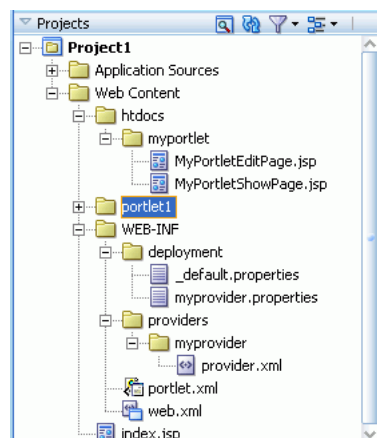 Projects
Project1
Application Sources
Web Content
htdocs
myportlet
MyPortletEditPage.jsp
MyPortletShowPage.jsp
portlet1
WEB-INF
deployment
_default.properties
myprovider.properties
providers
myprovider
provider.xml
portlet.xml
web.xml
index.jsp